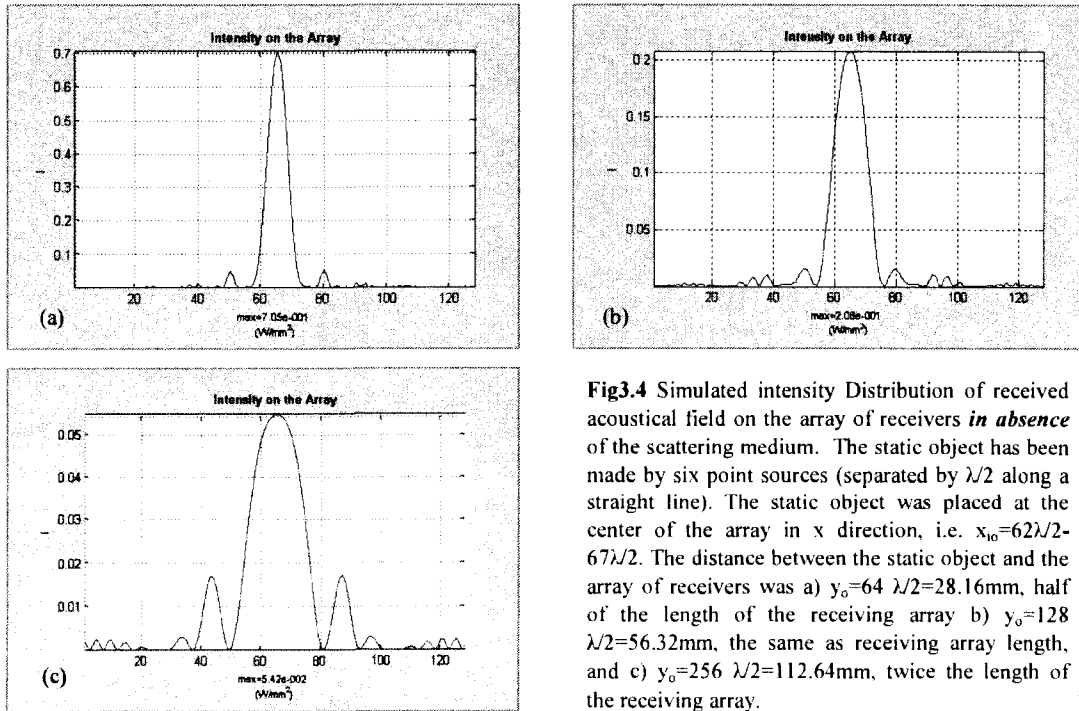 Intensity on the Array
0.7
0.6
0.5
0.4
0.3
0.2
0.1
I
20 40 60 80 100 120
max=7.05e-001
(W/mm²)
(a)
Intensity on the Array
0.2
0.15
0.1
0.05
I
20 40 60 80 100 120
max=2.08e-001
(W/mm²)
(b)
Intensity on the Array
0.05
0.04
0.03
0.02
0.01
I
20 40 60 80 100 120
max=5.42e-002
(W/mm²)
(c)
Fig3.4 Simulated intensity Distribution of received
acoustical field on the array of receivers in absence
of the scattering medium. The static object has been
made by six point sources (separated by λ/2 along a
straight line). The static object was placed at the
center of the array in x direction, i.e. xᵢₒ=62λ/2-
67λ/2. The distance between the static object and the
array of receivers was a) yₒ=64 λ/2=28.16mm, half
of the length of the receiving array b) yₒ=128
λ/2=56.32mm, the same as receiving array length,
and c) yₒ=256 λ/2=112.64mm, twice the length of
the receiving array.